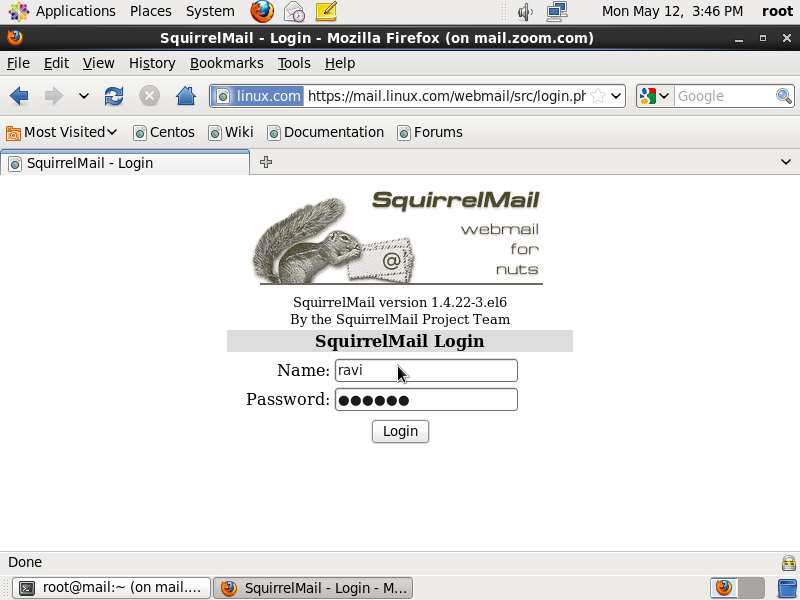 Applications Places System Mon May 12, 3:46 PM root
SquirrelMail - Login - Mozilla Firefox (on mail.zoom.com)
File Edit View History Bookmarks Tools Help
linux.com https://mail.linux.com/webmail/src/login.ph Google
Most Visited Centos Wiki Documentation Forums
SquirrelMail - Login
SquirrelMail
webmail
for
@
nuts
SquirrelMail version 1.4.22-3.el6
By the SquirrelMail Project Team
SquirrelMail Login
Name: ravi
Password: ●●●●●●
Login
Done
root@mail:~ (on mail.... SquirrelMail - Login - M...